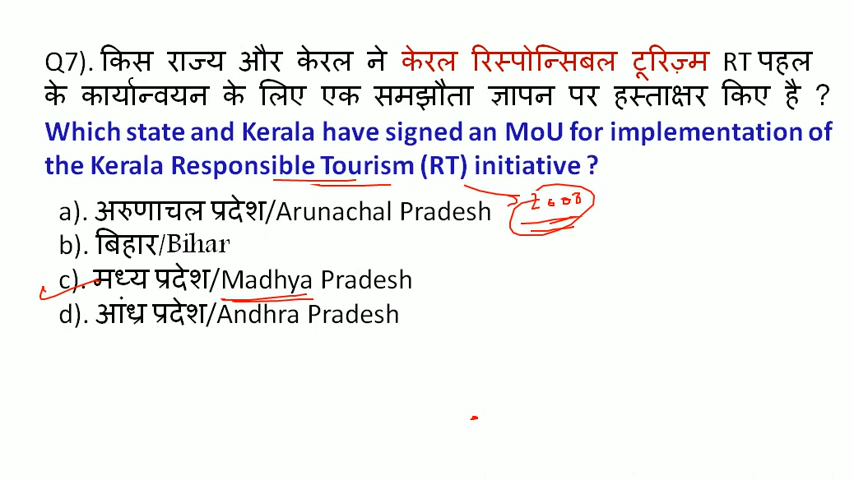 Q7). किस राज्य और केरल ने केरल रिस्पोन्सिबल टूरिज़्म RT पहल
के कार्यान्वयन के लिए एक समझौता ज्ञापन पर हस्ताक्षर किए है ?
Which state and Kerala have signed an MoU for implementation of
the Kerala Responsible Tourism (RT) initiative ?
a). अरुणाचल प्रदेश/Arunachal Pradesh
b). बिहार/Bihar
c). मध्य प्रदेश/Madhya Pradesh
d). आंध्र प्रदेश/Andhra Pradesh